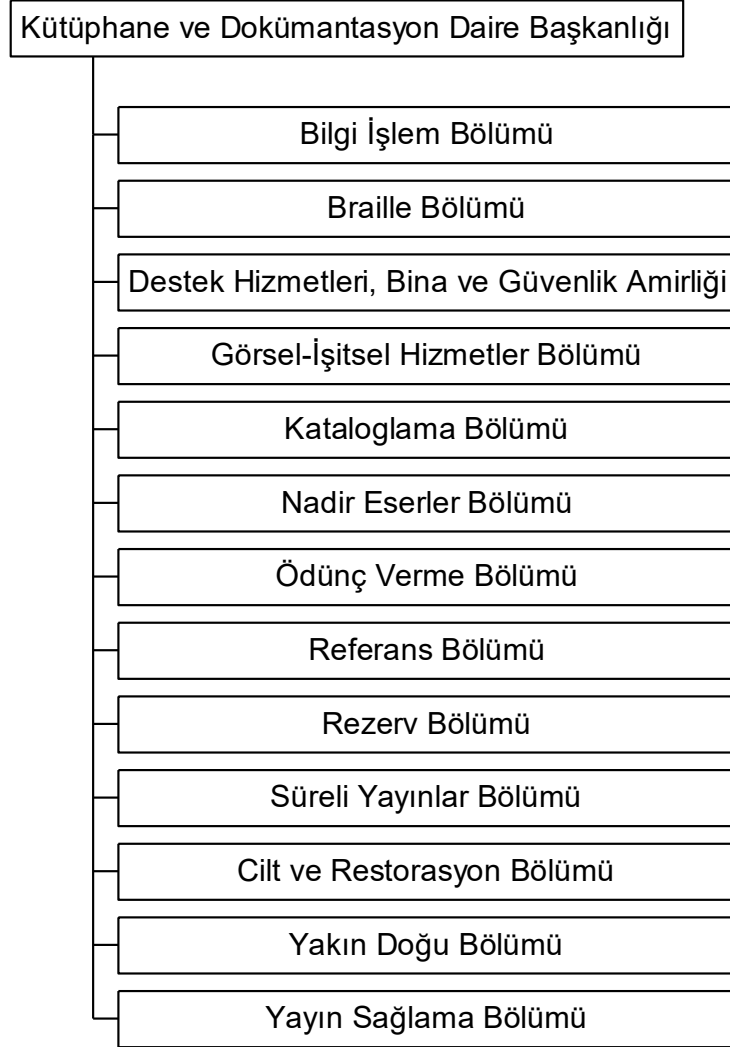 Kütüphane ve Dokümantasyon Daire Başkanlığı
Bilgi İşlem Bölümü
Braille Bölümü
Destek Hizmetleri, Bina ve Güvenlik Amirliği
Görsel-İşitsel Hizmetler Bölümü
Kataloglama Bölümü
Nadir Eserler Bölümü
Ödünç Verme Bölümü
Referans Bölümü
Rezerv Bölümü
Süreli Yayınlar Bölümü
Cilt ve Restorasyon Bölümü
Yakın Doğu Bölümü
Yayın Sağlama Bölümü